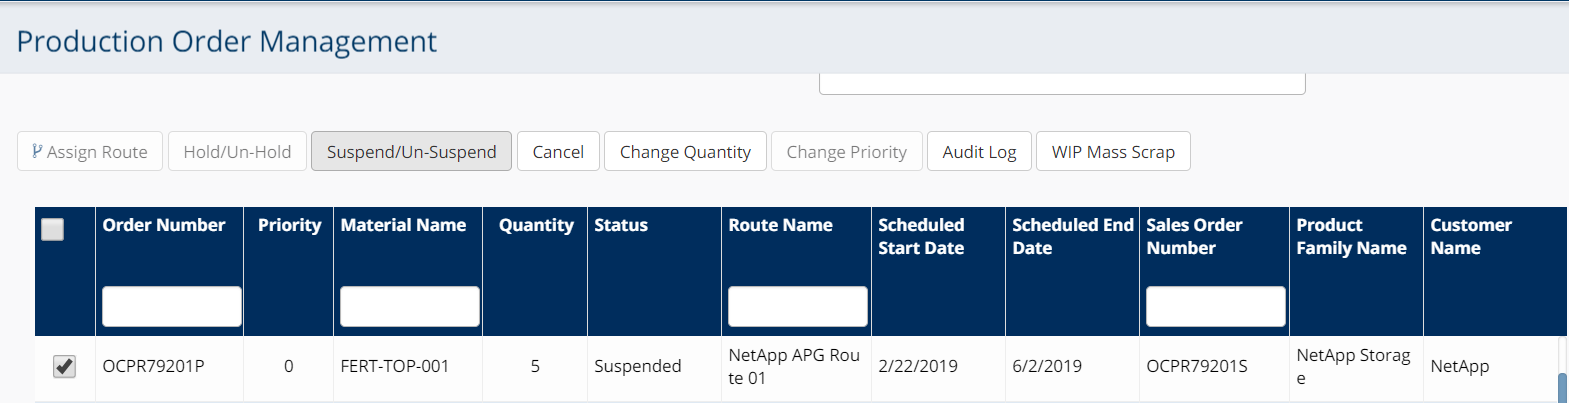 Production Order Management
Assign Route Hold/Un-Hold Suspend/Un-Suspend Cancel Change Quantity Change Priority Audit Log WIP Mass Scrap
Order Number Priority Material Name Quantity Status Route Name Scheduled Scheduled End Sales Order Product Customer
Start Date Date Number Family Name Name
NetApp APG Rou NetApp Storag
OCPR79201P 0 FERT-TOP-001 5 Suspended 2/22/2019 6/2/2019 OCPR79201S NetApp
te 01 e